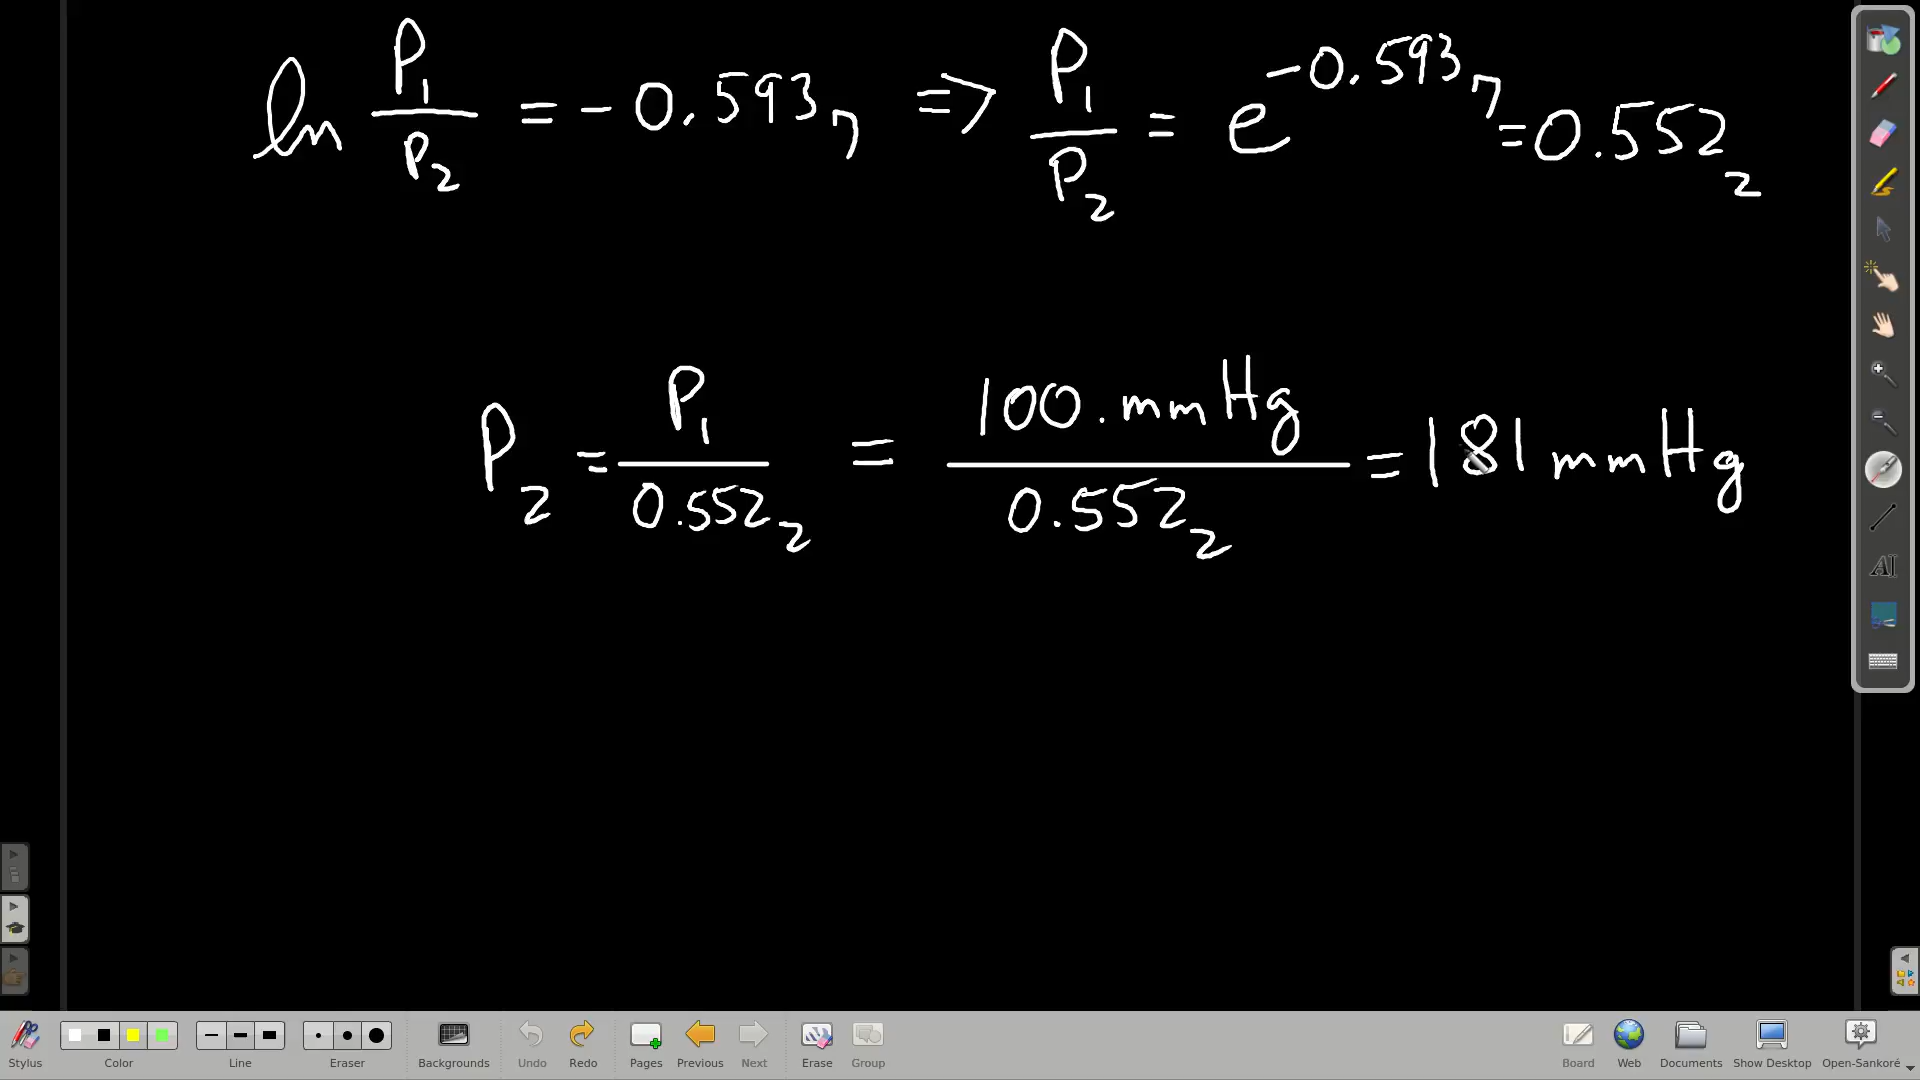 ln P₁/P₂ = -0.593₇ => P₁/P₂ = e^-0.593₇ = 0.552₂
P₂ = P₁/0.552₂ = 100. mmHg/0.552₂ = 181 mmHg
AI
Stylus Color Line Eraser Backgrounds Undo Redo Pages Previous Next Erase Group Board Web Documents Show Desktop Open-Sankoré